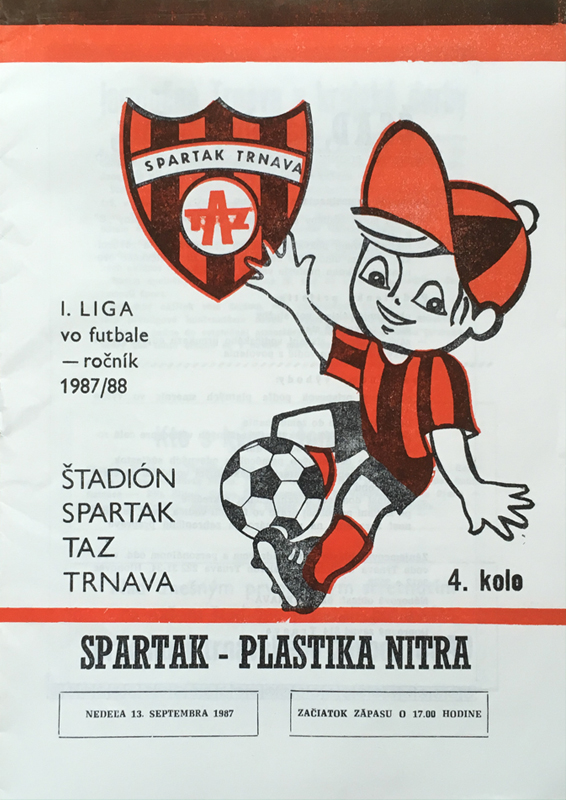 SPARTAK TRNAVA
TAZ
I. LIGA
vo futbale
— ročník
1987/88
ŠTADIÓN
SPARTAK
TAZ
TRNAVA
4. kolo
SPARTAK - PLASTIKA NITRA
NEDEĽA 13. SEPTEMBRA 1987
ZAČIATOK ZÁPASU O 17.00 HODINE